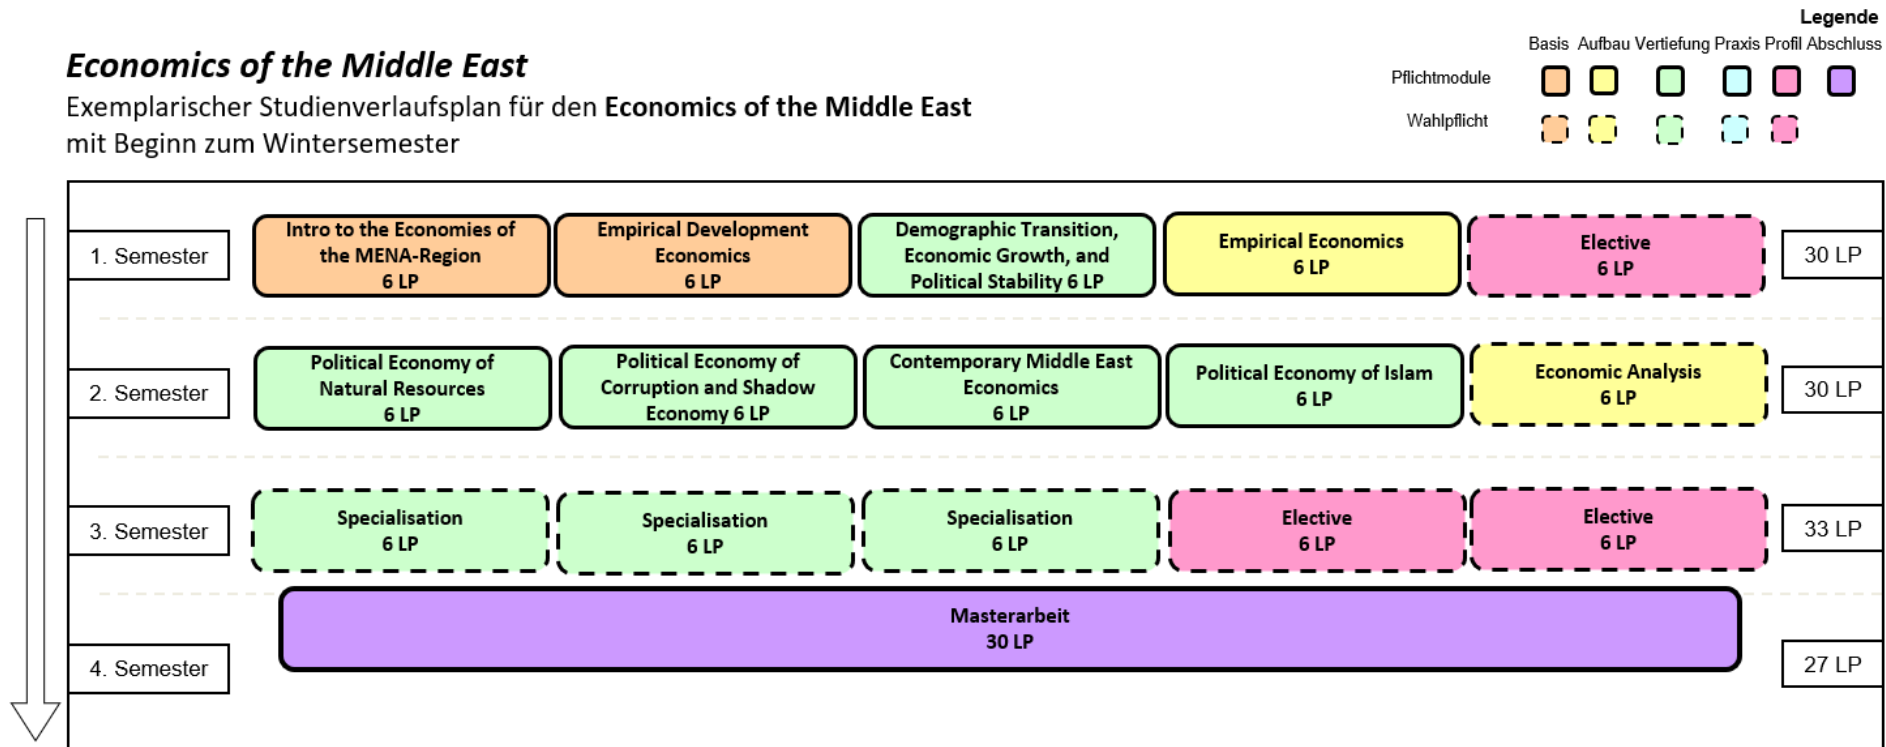 Legende
Basis Aufbau Vertiefung Praxis Profil Abschluss
Pflichtmodule
Wahlpflicht
Economics of the Middle East
Exemplarischer Studienverlaufsplan für den Economics of the Middle East
mit Beginn zum Wintersemester
1. Semester
Intro to the Economies of
the MENA-Region
6 LP
Empirical Development
Economics
6 LP
Demographic Transition,
Economic Growth, and
Political Stability 6 LP
Empirical Economics
6 LP
Elective
6 LP
30 LP
2. Semester
Political Economy of
Natural Resources
6 LP
Political Economy of
Corruption and Shadow
Economy 6 LP
Contemporary Middle East
Economics
6 LP
Political Economy of Islam
6 LP
Economic Analysis
6 LP
30 LP
3. Semester
Specialisation
6 LP
Specialisation
6 LP
Specialisation
6 LP
Elective
6 LP
Elective
6 LP
33 LP
4. Semester
Masterarbeit
30 LP
27 LP